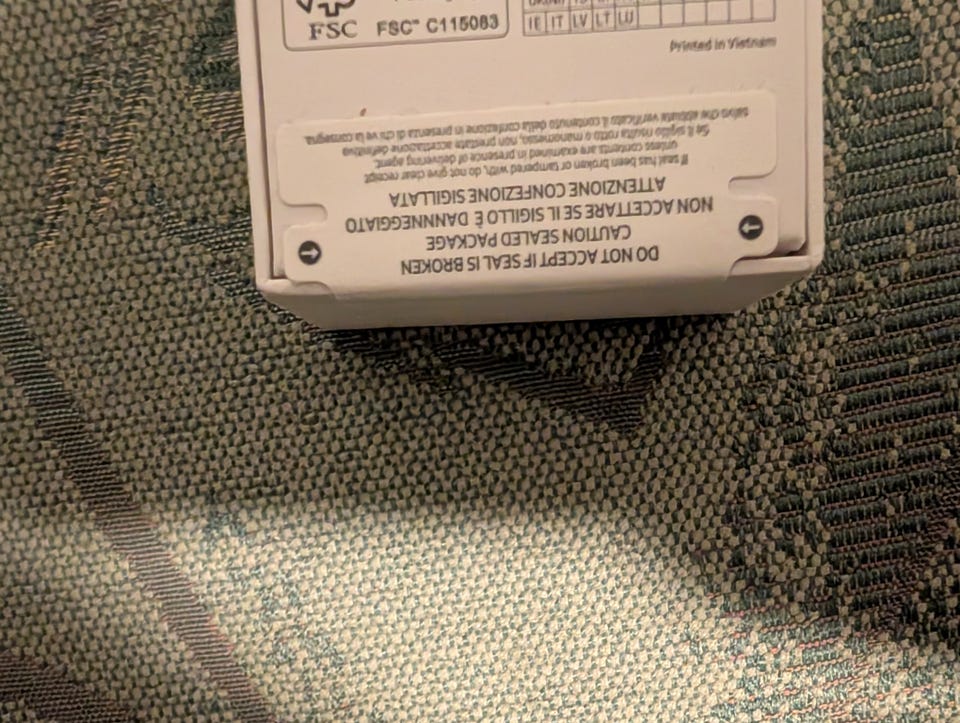 FSC
FSC™ C115083
IE IT LV LT LU
Printed in Vietnam
DO NOT ACCEPT IF SEAL IS BROKEN
CAUTION SEALED PACKAGE
NON ACCETTARE SE IL SIGILLO È DANNNEGGIATO
ATTENZIONE CONFEZIONE SIGILLATA
If seal has been broken or tampered with, do not give clear receipt
unless contents are examined in presence of delivering agent.
Se il sigillo risulta rotto o manomesso, non prestate accettazione definitiva
salvo che abbiate verificato il contenuto della confezione in presenza di chi ve la consegna.